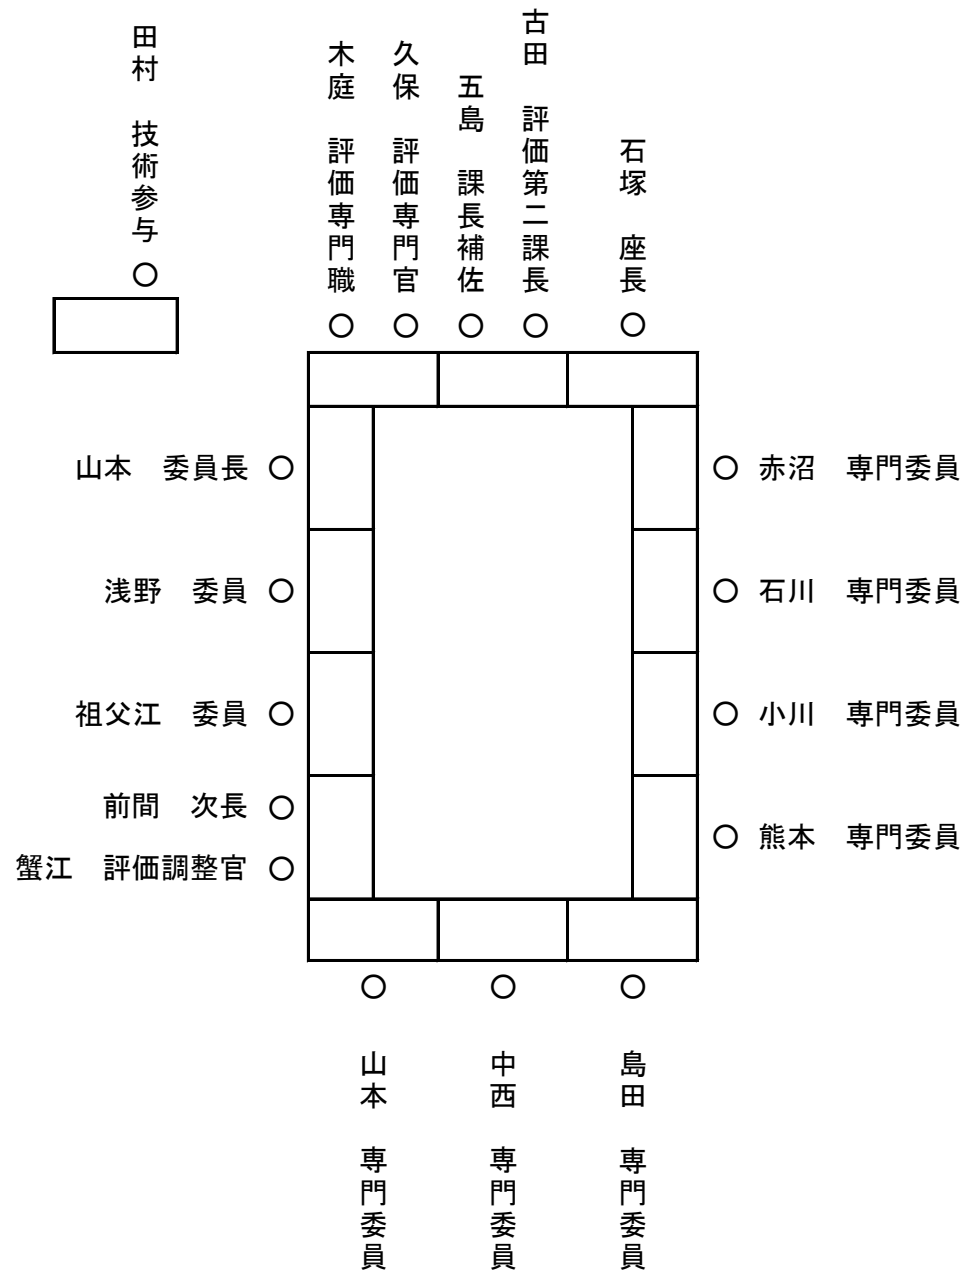 田村　技術参与
木庭　評価専門職
久保　評価専門官
五島　課長補佐
古田　評価第二課長
石塚　座長
山本　委員長
浅野　委員
祖父江　委員
前間　次長
蟹江　評価調整官
赤沼　専門委員
石川　専門委員
小川　専門委員
熊本　専門委員
山本　専門委員
中西　専門委員
島田　専門委員